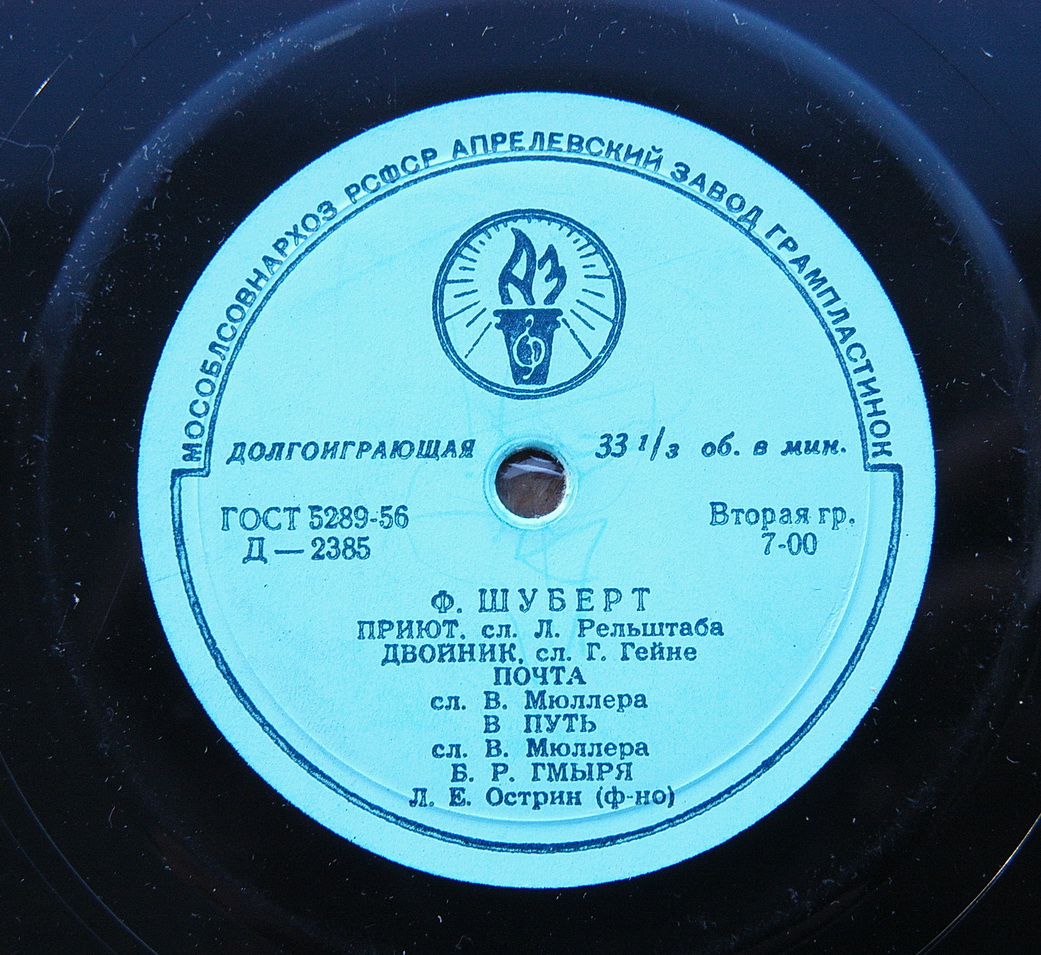 МОСОБЛСОВНАРХОЗ РСФСР АПРЕЛЕВСКИЙ ЗАВОД ГРАМПЛАСТИНОК
АЗ
ДОЛГОИГРАЮЩАЯ 33 1/3 об. в мин.
ГОСТ 5289-56 Вторая гр.
Д — 2385 7-00
Ф. ШУБЕРТ
ПРИЮТ, сл. Л. Рельштаба
ДВОЙНИК, сл. Г. Гейне
ПОЧТА
сл. В. Мюллера
В ПУТЬ
сл. В. Мюллера
Б. Р. ГМЫРЯ
Л. Е. Острин (ф-но)